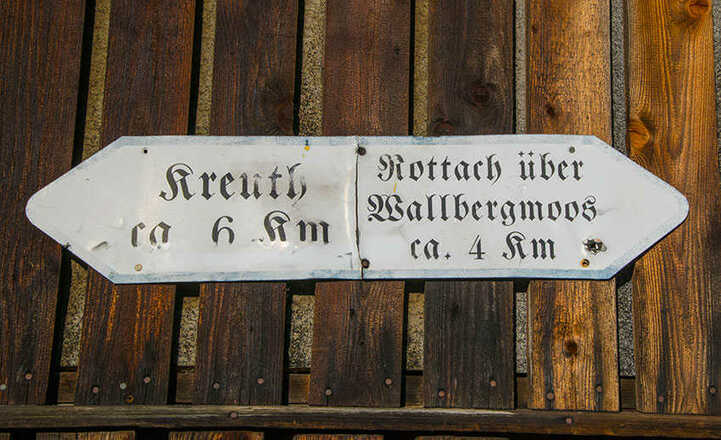 Kreuth
ca 6 Km
Rottach über
Wallbergmoos
ca. 4 Km